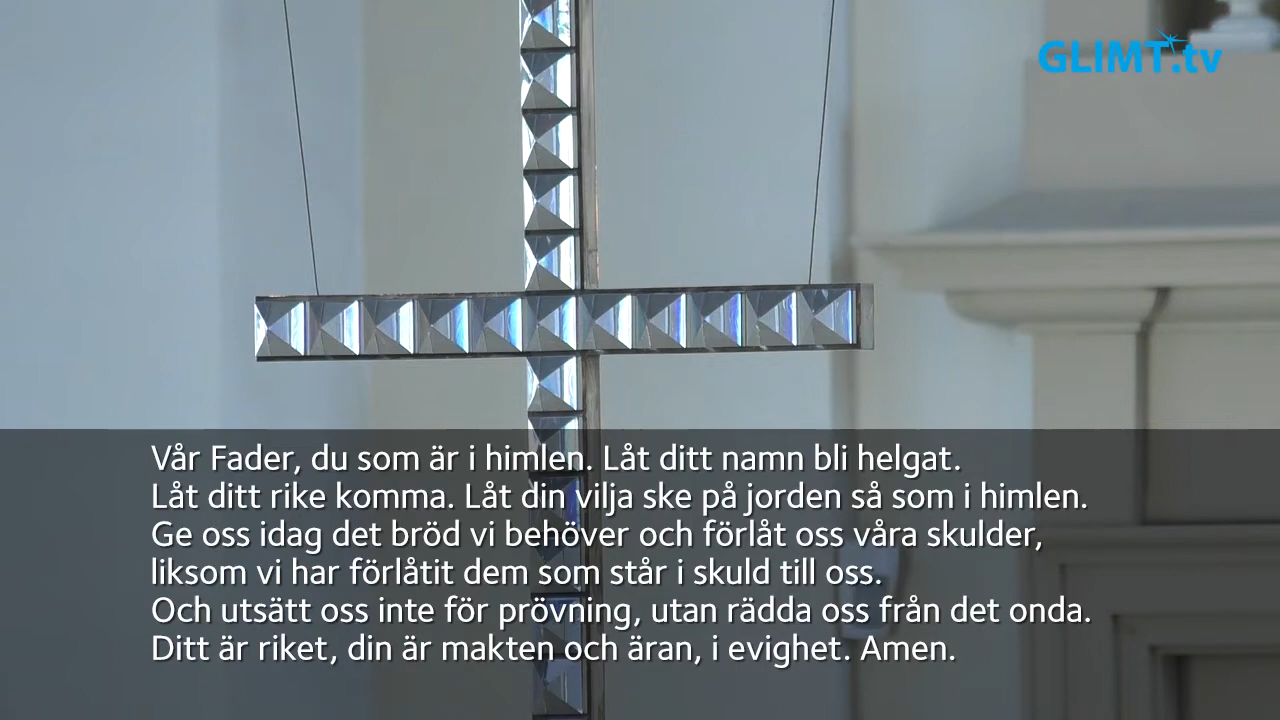 GLIMT.tv
Vår Fader, du som är i himlen. Låt ditt namn bli helgat.
Låt ditt rike komma. Låt din vilja ske på jorden så som i himlen.
Ge oss idag det bröd vi behöver och förlåt oss våra skulder,
liksom vi har förlåtit dem som står i skuld till oss.
Och utsätt oss inte för prövning, utan rädda oss från det onda.
Ditt är riket, din är makten och äran, i evighet. Amen.